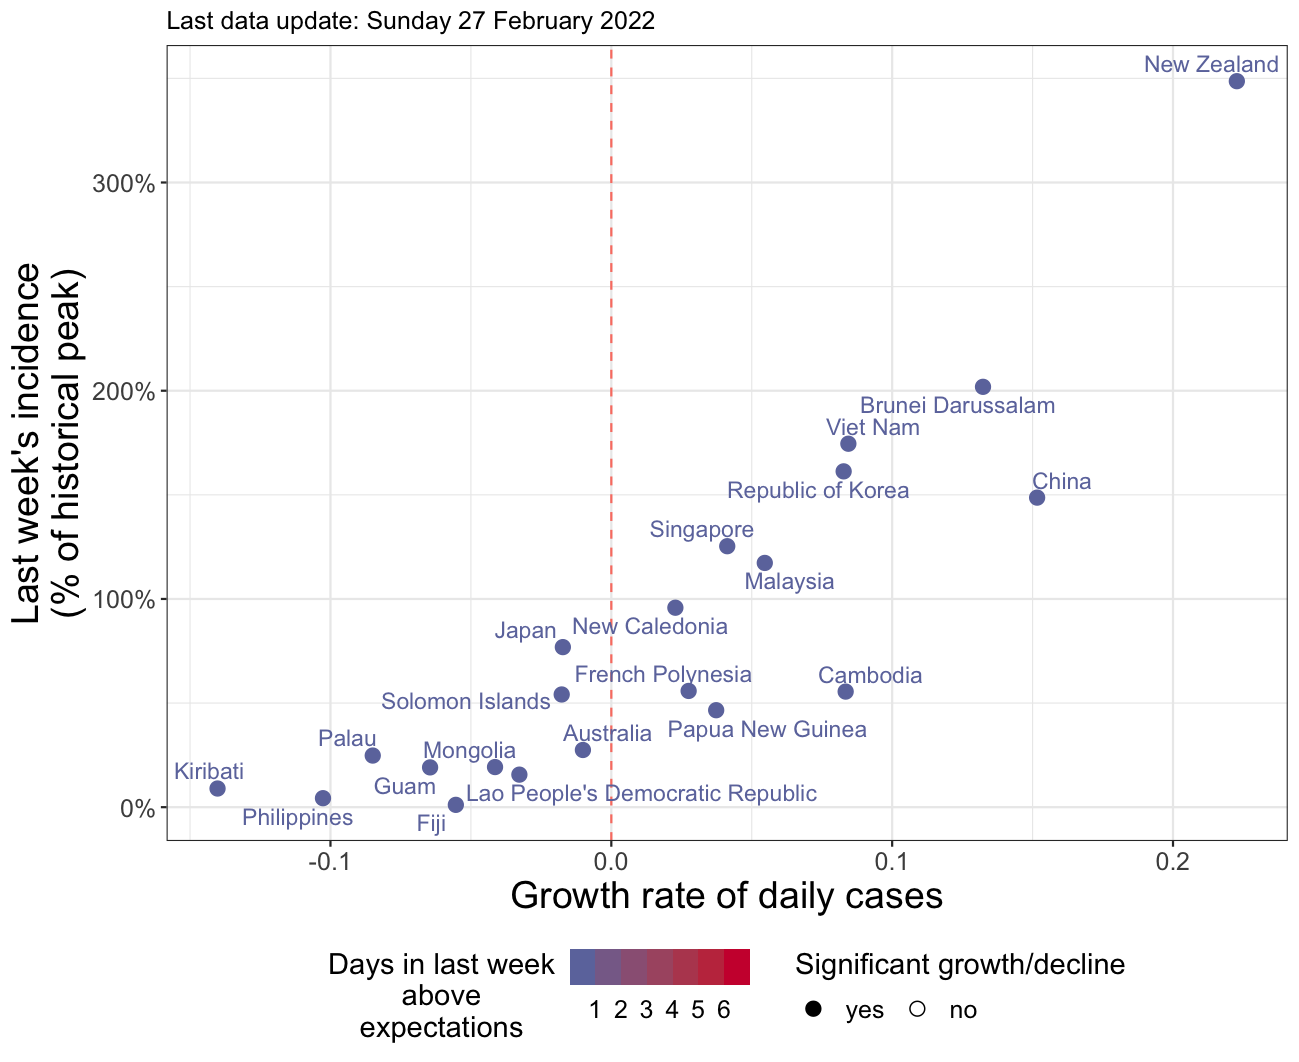 Last data update: Sunday 27 February 2022
New Zealand
300%
200%
Brunei Darussalam
Viet Nam
China
Republic of Korea
Singapore
Malaysia
100%
New Caledonia
Japan
French Polynesia
Cambodia
Solomon Islands
Papua New Guinea
Australia
Palau
Mongolia
Kiribati
Guam
Lao People's Democratic Republic
0%
Philippines
Fiji
Last week's incidence
(% of historical peak)
-0.1 0.0 0.1 0.2
Growth rate of daily cases
Days in last week
above
expectations
1 2 3 4 5 6
Significant growth/decline
yes no